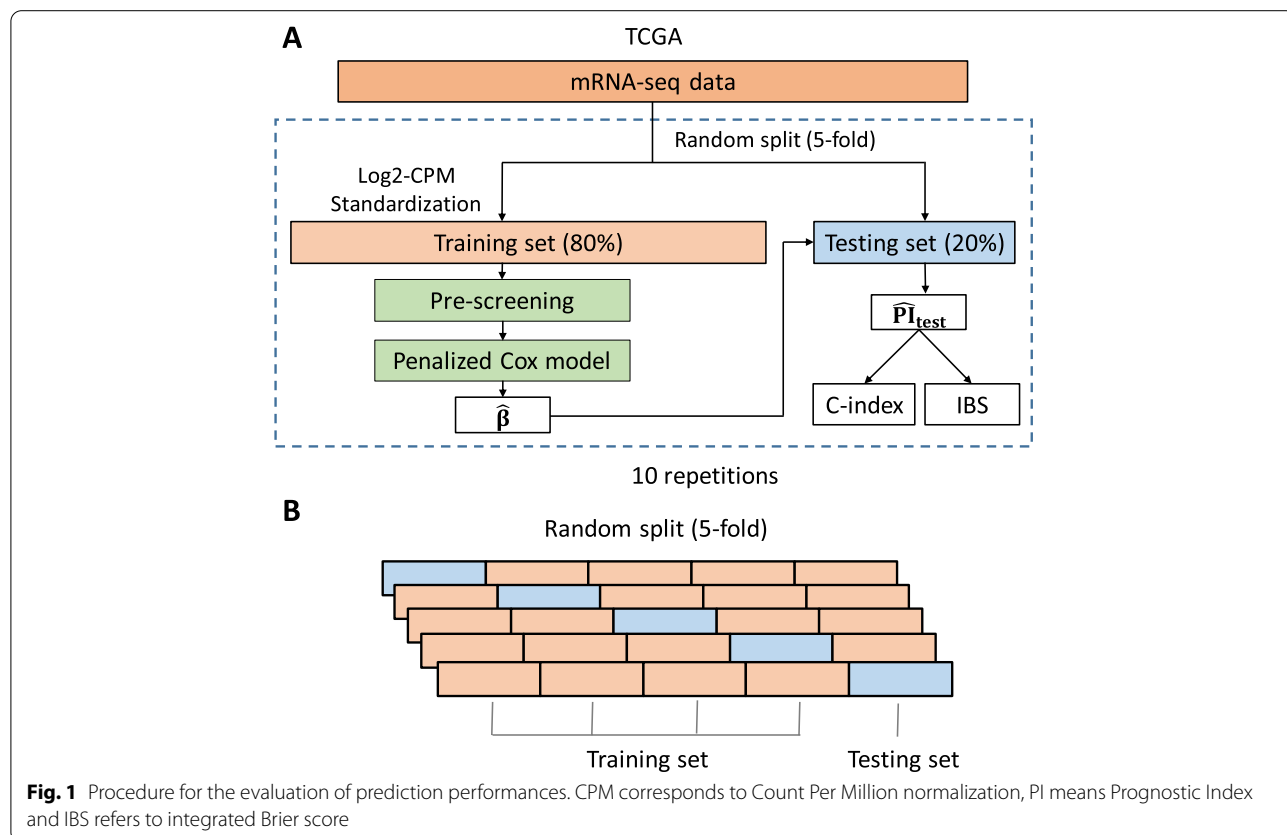 A
TCGA
mRNA-seq data
Random split (5-fold)
Log2-CPM
Standardization
Training set (80%)
Testing set (20%)
Pre-screening
P̂I_test
Penalized Cox model
C-index
IBS
β̂
10 repetitions
B
Random split (5-fold)
Training set
Testing set
Fig. 1 Procedure for the evaluation of prediction performances. CPM corresponds to Count Per Million normalization, PI means Prognostic Index
and IBS refers to integrated Brier score